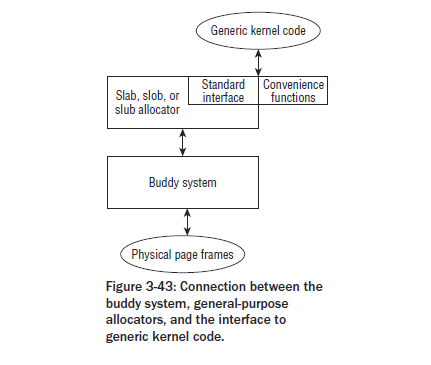 Generic kernel code
Standard interface
Convenience functions
Slab, slob, or
slub allocator
Buddy system
Physical page frames
Figure 3-43: Connection between the
buddy system, general-purpose
allocators, and the interface to
generic kernel code.